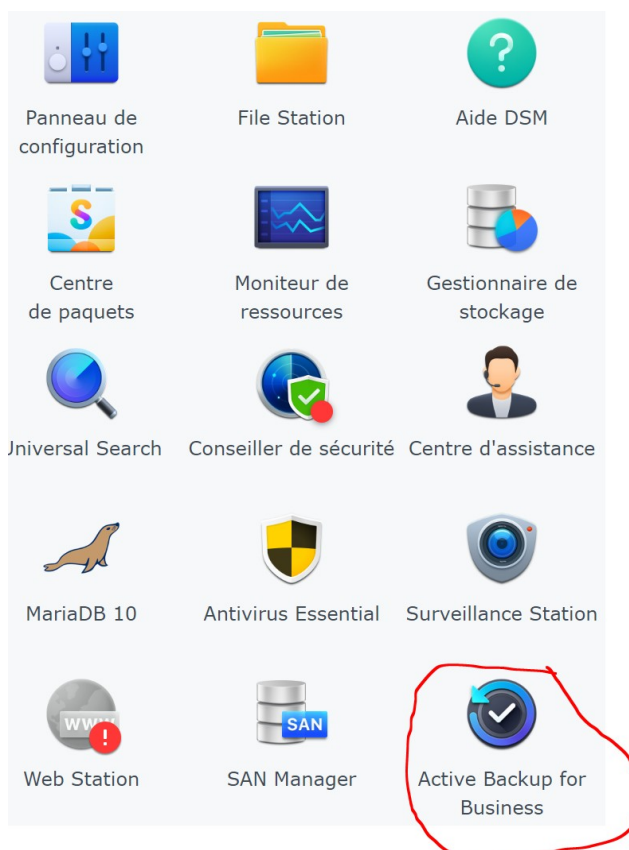 Panneau de
configuration
File Station
Aide DSM
S
Centre
de paquets
Moniteur de
ressources
Gestionnaire de
stockage
Universal Search
Conseiller de sécurité
Centre d'assistance
MariaDB 10
Antivirus Essential
Surveillance Station
WWW
!
Web Station
SAN
SAN Manager
Active Backup for
Business